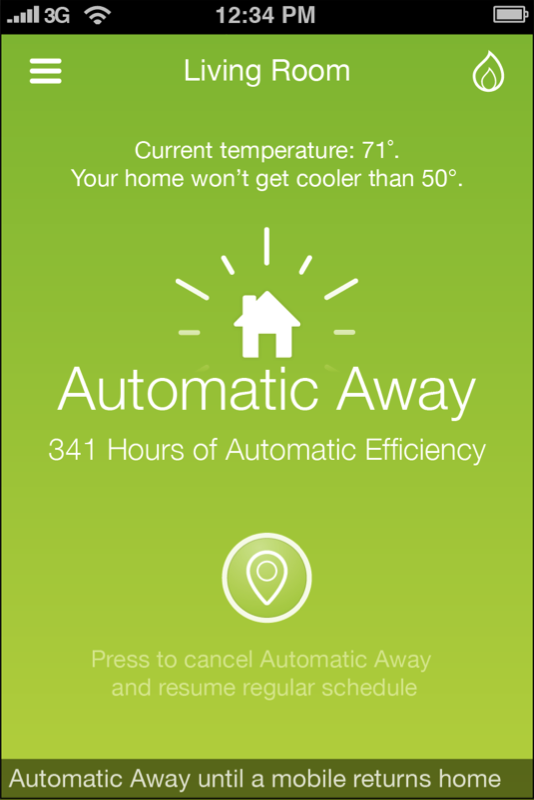 3G 12:34 PM
Living Room
Current temperature: 71˚.
Your home won’t get cooler than 50°.
Automatic Away
341 Hours of Automatic Efficiency
Press to cancel Automatic Away
and resume regular schedule
Automatic Away until a mobile returns home